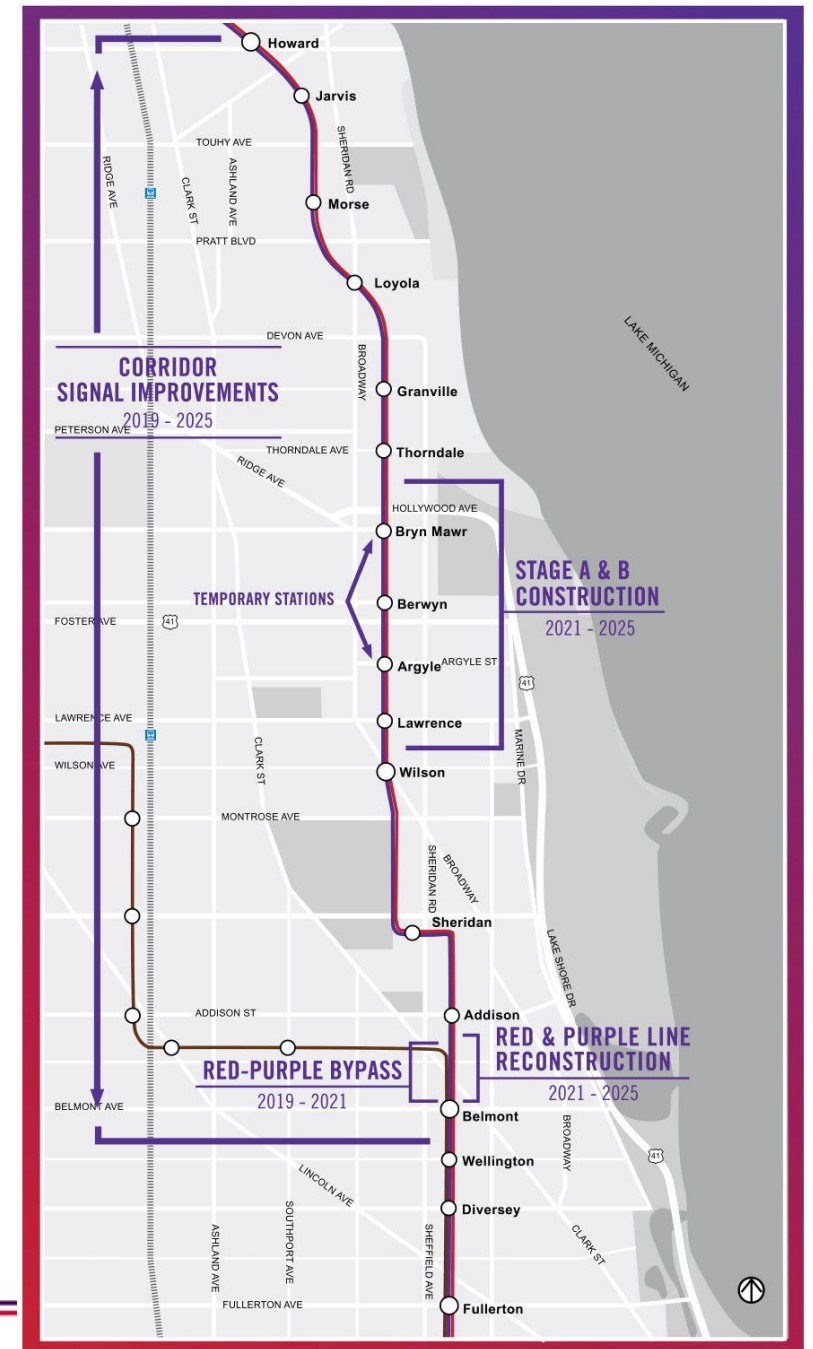 Howard
Jarvis
TOUHY AVE
SHERIDAN RD
RIDGE AVE
CLARK ST
ASHLAND AVE
Morse
PRATT BLVD
Loyola
LAKE MICHIGAN
DEVON AVE
BROADWAY
CORRIDOR
SIGNAL IMPROVEMENTS
2019 - 2025
Granville
PETERSON AVE
THORNDALE AVE
Thorndale
RIDGE AVE
HOLLYWOOD AVE
Bryn Mawr
STAGE A & B
CONSTRUCTION
2021 - 2025
TEMPORARY STATIONS
Berwyn
FOSTER AVE
41
Argyle
ARGYLE ST
41
LAWRENCE AVE
Lawrence
MARINE DR
CLARK ST
WILSON AVE
Wilson
MONTROSE AVE
SHERIDAN RD
BROADWAY
Sheridan
LAKE SHORE DR
ADDISON ST
Addison
RED & PURPLE LINE
RECONSTRUCTION
2021 - 2025
RED-PURPLE BYPASS
2019 - 2021
BELMONT AVE
Belmont
BROADWAY
41
Wellington
LINCOLN AVE
Diversey
SOUTHPORT AVE
ASHLAND AVE
SHEFFIELD AVE
CLARK ST
FULLERTON AVE
Fullerton